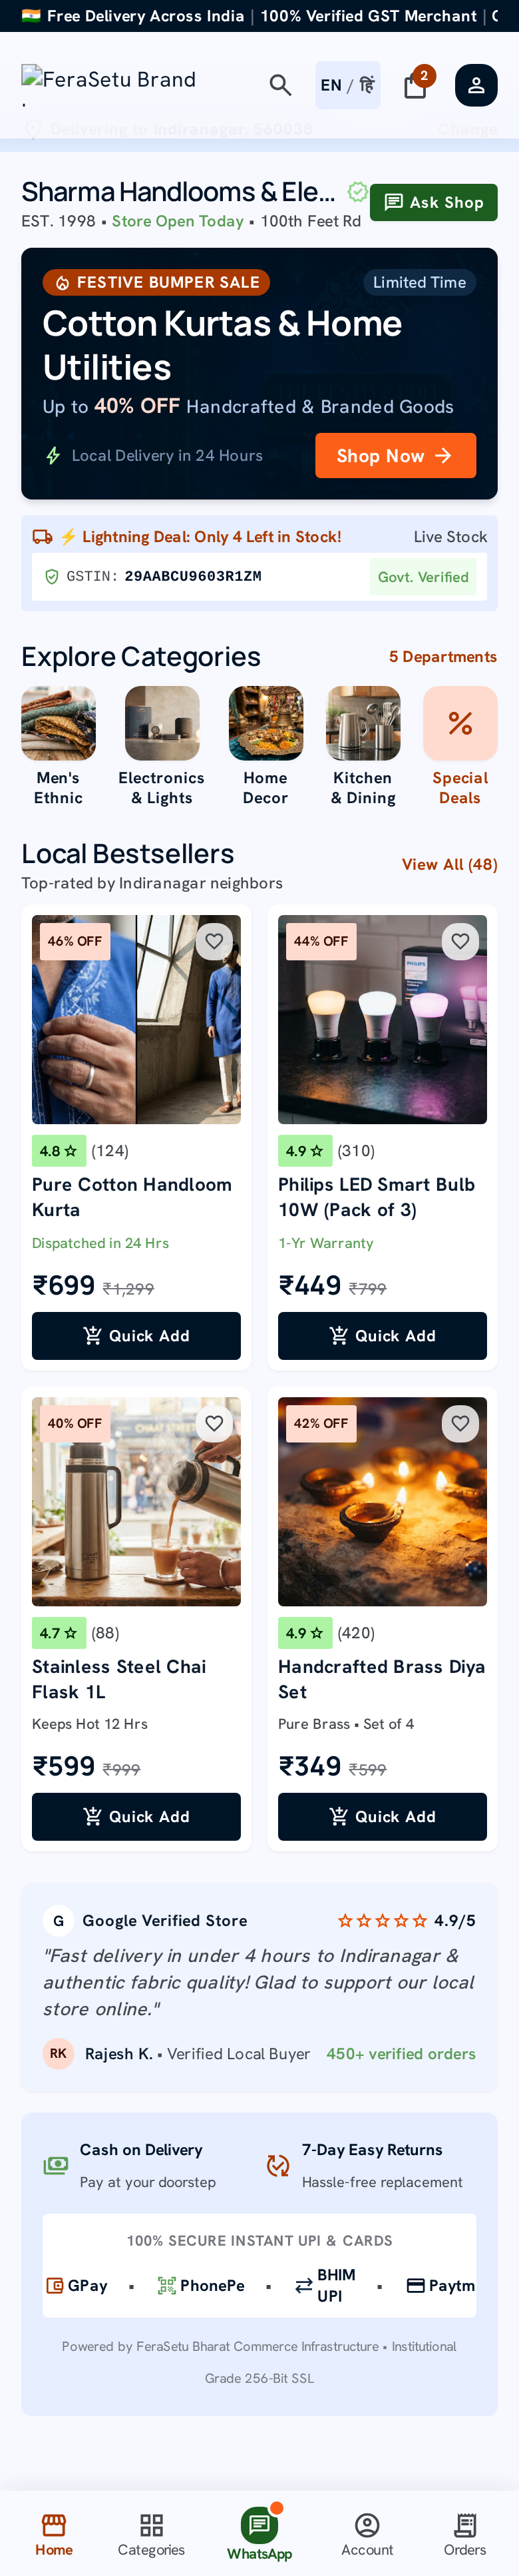 🇮🇳 Free Delivery Across India | 100% Verified GST Merchant |
FeraSetu Brand
EN / हिं
2
Delivering to Indiranagar, 560038 Change
Sharma Handlooms & Ele...
Ask Shop
EST. 1998 • Store Open Today • 100th Feet Rd
FESTIVE BUMPER SALE
Limited Time
Cotton Kurtas & Home
Utilities
Up to 40% OFF Handcrafted & Branded Goods
Local Delivery in 24 Hours
Shop Now →
⚡ Lightning Deal: Only 4 Left in Stock!
Live Stock
GSTIN: 29AABCU9603R1ZM
Govt. Verified
Explore Categories
5 Departments
Men's
Ethnic
Electronics
& Lights
Home
Decor
Kitchen
& Dining
%
Special
Deals
Local Bestsellers
Top-rated by Indiranagar neighbors
View All (48)
46% OFF
4.8 ☆ (124)
Pure Cotton Handloom
Kurta
Dispatched in 24 Hrs
₹699 ₹1,299
Quick Add
44% OFF
PHILIPS
4.9 ☆ (310)
Philips LED Smart Bulb
10W (Pack of 3)
1-Yr Warranty
₹449 ₹799
Quick Add
40% OFF
4.7 ☆ (88)
Stainless Steel Chai
Flask 1L
Keeps Hot 12 Hrs
₹599 ₹999
Quick Add
42% OFF
4.9 ☆ (420)
Handcrafted Brass Diya
Set
Pure Brass • Set of 4
₹349 ₹599
Quick Add
G Google Verified Store
☆☆☆☆☆ 4.9/5
"Fast delivery in under 4 hours to Indiranagar &
authentic fabric quality! Glad to support our local
store online."
RK Rajesh K. • Verified Local Buyer
450+ verified orders
Cash on Delivery
Pay at your doorstep
7-Day Easy Returns
Hassle-free replacement
100% SECURE INSTANT UPI & CARDS
GPay • PhonePe • BHIM
UPI • Paytm
Powered by FeraSetu Bharat Commerce Infrastructure • Institutional
Grade 256-Bit SSL
Home
Categories
WhatsApp
Account
Orders